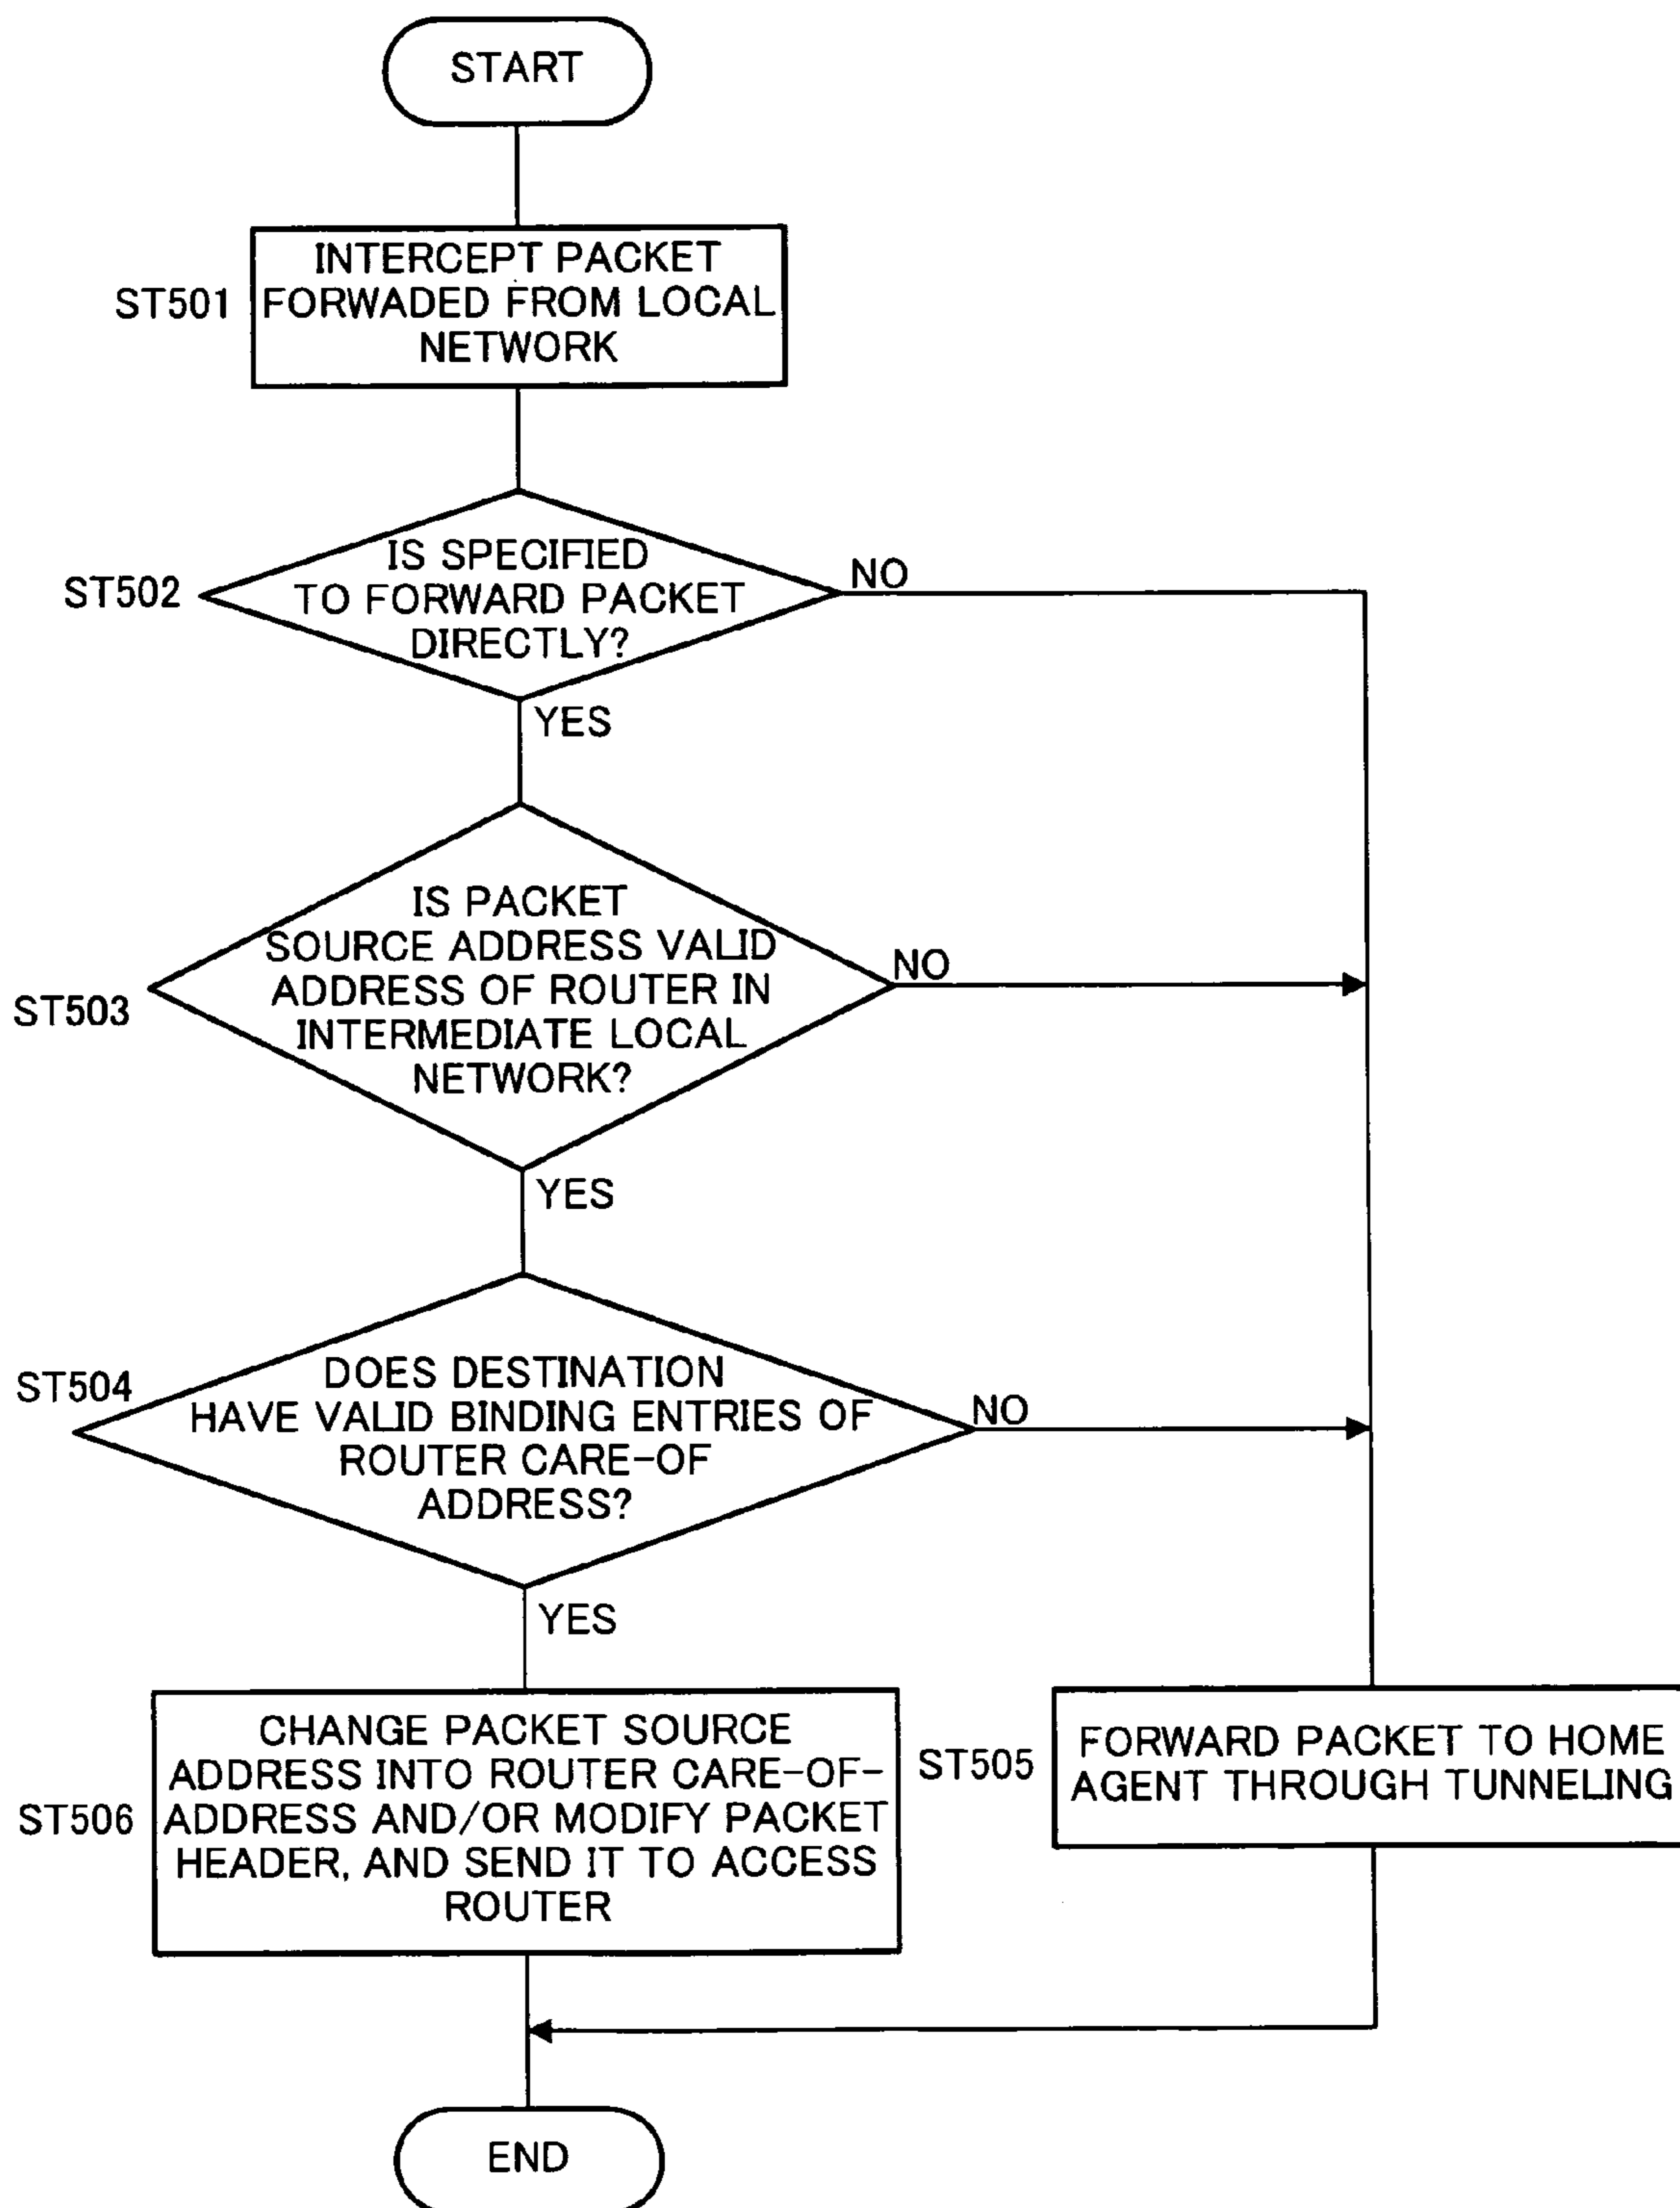 START
ST501
INTERCEPT PACKET
FORWADED FROM LOCAL
NETWORK
ST502
IS SPECIFIED
TO FORWARD PACKET
DIRECTLY?
NO
YES
ST503
IS PACKET
SOURCE ADDRESS VALID
ADDRESS OF ROUTER IN
INTERMEDIATE LOCAL
NETWORK?
NO
YES
ST504
DOES DESTINATION
HAVE VALID BINDING ENTRIES OF
ROUTER CARE-OF
ADDRESS?
NO
YES
ST506
CHANGE PACKET SOURCE
ADDRESS INTO ROUTER CARE-OF-
ADDRESS AND/OR MODIFY PACKET
HEADER, AND SEND IT TO ACCESS
ROUTER
ST505
FORWARD PACKET TO HOME
AGENT THROUGH TUNNELING
END